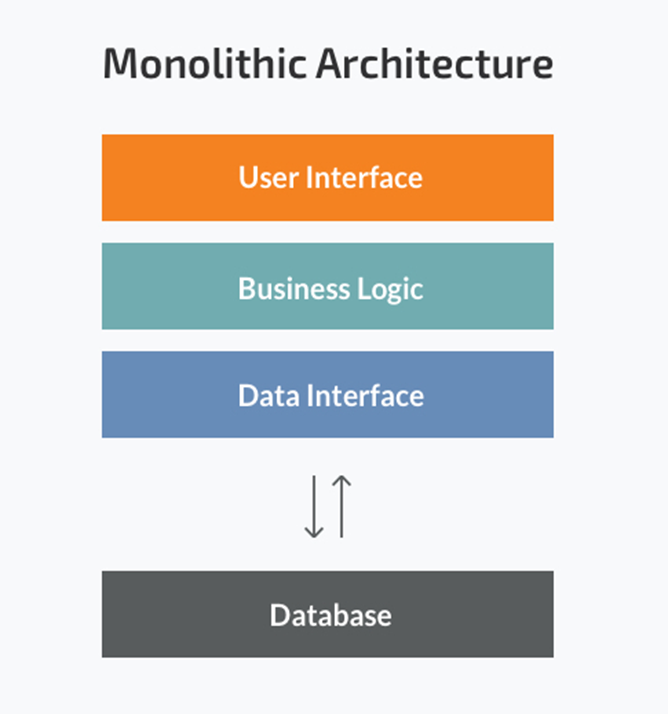 Monolithic Architecture
User Interface
Business Logic
Data Interface
Database